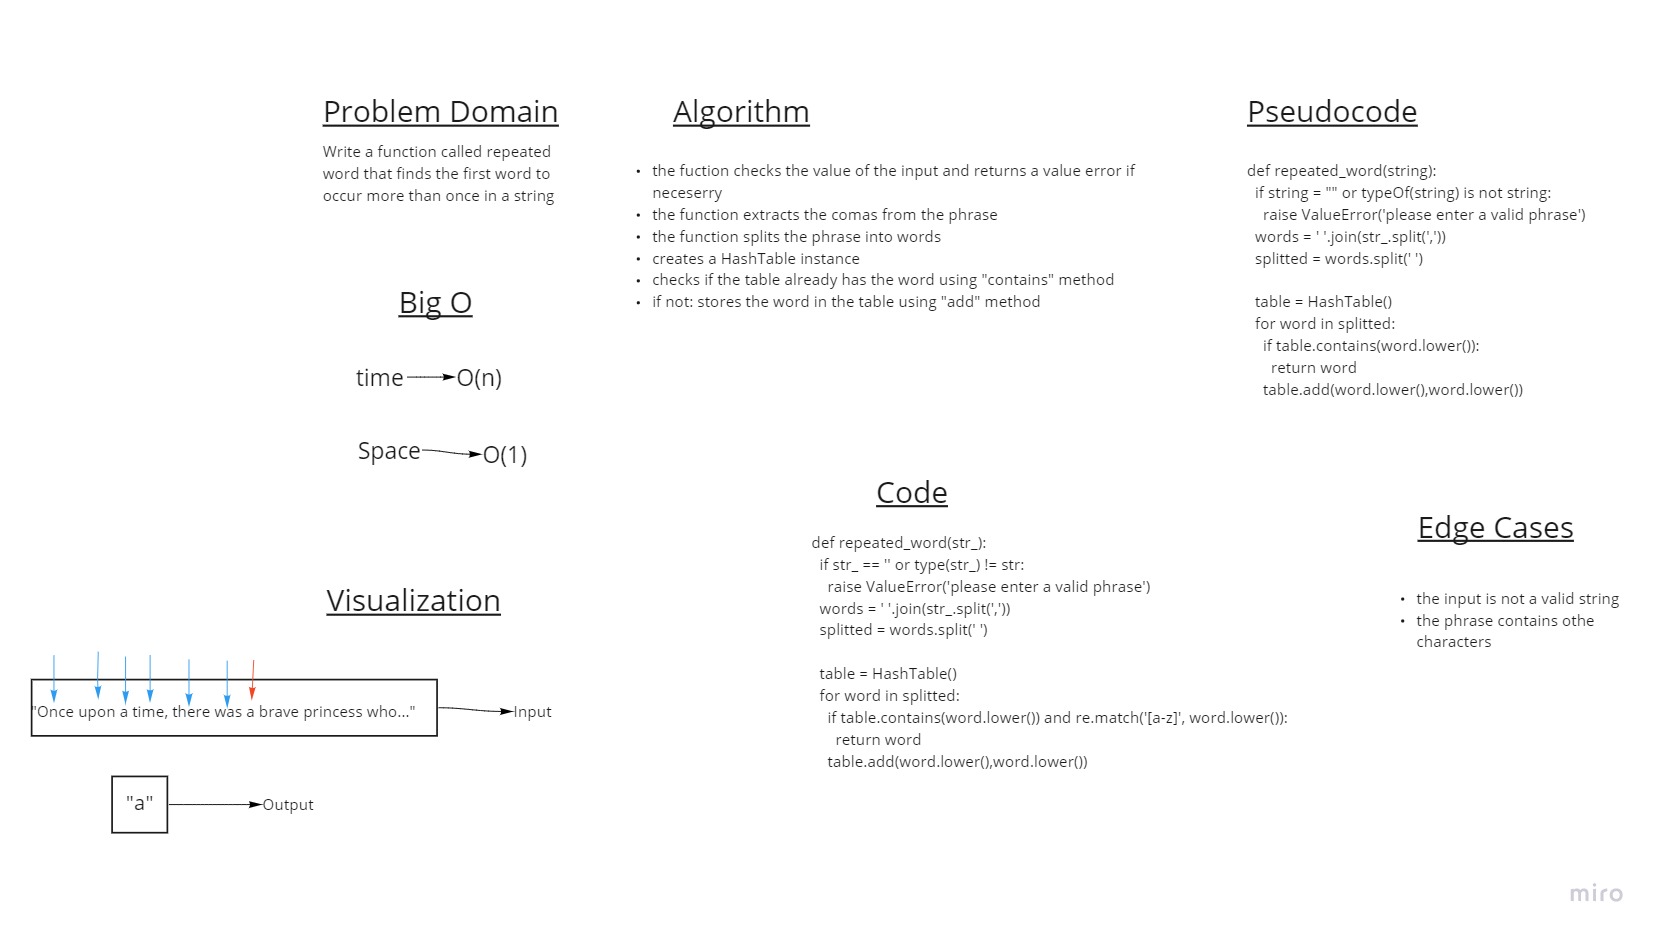 Problem Domain
Write a function called repeated
word that finds the first word to
occur more than once in a string
Big O
time
O(n)
Space
O(1)
Visualization
"Once upon a time, there was a brave princess who..."
Input
"a"
Output
Algorithm
• the fuction checks the value of the input and returns a value error if
neceserry
• the function extracts the comas from the phrase
• the function splits the phrase into words
• creates a HashTable instance
• checks if the table already has the word using "contains" method
• if not: stores the word in the table using "add" method
Code
def repeated_word(str_):
if str_ == '' or type(str_) != str:
raise ValueError('please enter a valid phrase')
words = ' '.join(str_.split(','))
splitted = words.split(' ')
table = HashTable()
for word in splitted:
if table.contains(word.lower()) and re.match('[a-z]', word.lower()):
return word
table.add(word.lower(),word.lower())
Pseudocode
def repeated_word(string):
if string = "" or typeOf(string) is not string:
raise ValueError('please enter a valid phrase')
words = ' '.join(str_.split(','))
splitted = words.split(' ')
table = HashTable()
for word in splitted:
if table.contains(word.lower()):
return word
table.add(word.lower(),word.lower())
Edge Cases
• the input is not a valid string
• the phrase contains othe
characters
miro